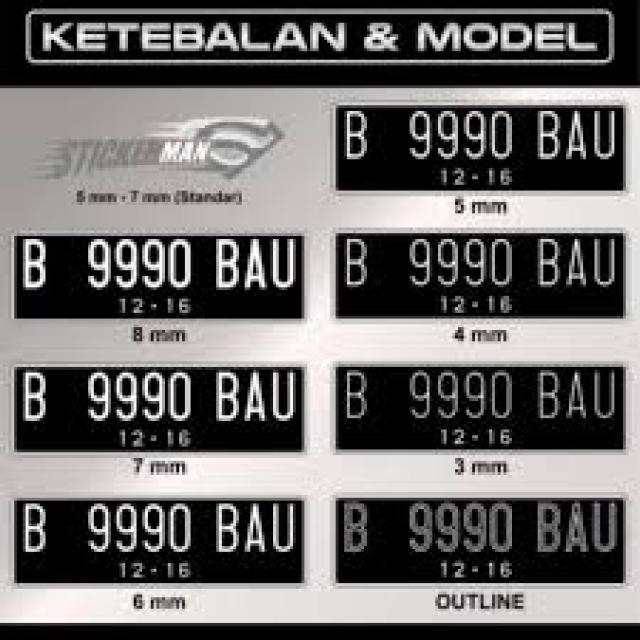 KETEBALAN & MODEL
STICKERMAN
5 mm - 7 mm (Standar)
B 9990 BAU
12 - 16
5 mm
B 9990 BAU
12 - 16
8 mm
B 9990 BAU
12 - 16
4 mm
B 9990 BAU
12 - 16
7 mm
B 9990 BAU
12 - 16
3 mm
B 9990 BAU
12 - 16
6 mm
B 9990 BAU
12 - 16
OUTLINE